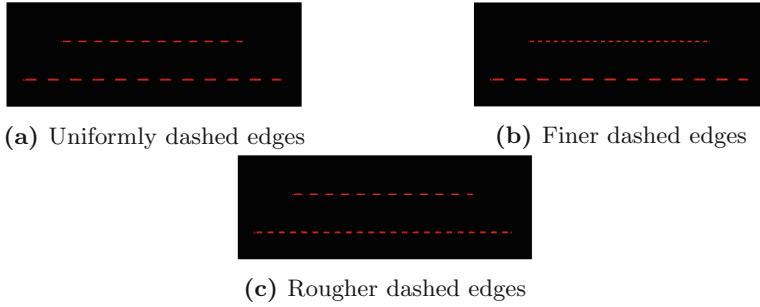 (a) Uniformly dashed edges
(b) Finer dashed edges
(c) Rougher dashed edges